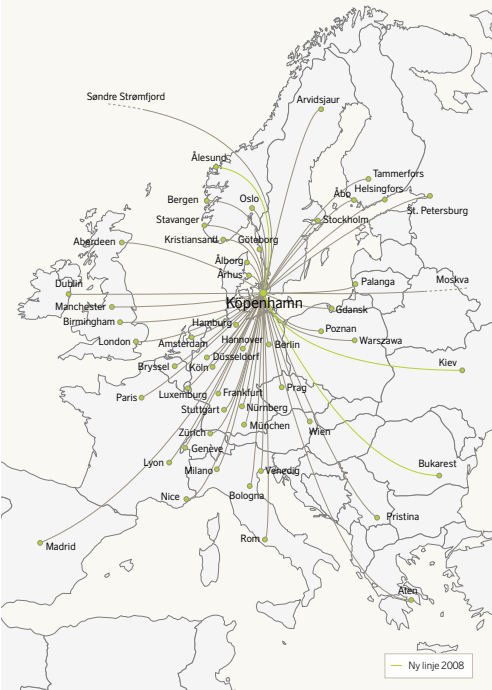 Søndre Strømfjord
Arvidsjaur
Ålesund
Tammerfors
Helsingfors
Åbo
Bergen
Oslo
St. Petersburg
Stavanger
Stockholm
Kristiansand
Göteborg
Aberdeen
Ålborg
Århus
Dublin
Palanga
Moskva
Köpenhamn
Manchester
Gdansk
Birmingham
Hamburg
Poznan
London
Amsterdam
Hannover
Berlin
Warszawa
Düsseldorf
Bryssel
Köln
Kiev
Prag
Paris
Luxemburg
Frankfurt
Stuttgart
Nürnberg
München
Zürich
Wien
Genève
Lyon
Milano
Venedig
Bukarest
Nice
Bologna
Pristina
Rom
Madrid
Aten
Ny linje 2008